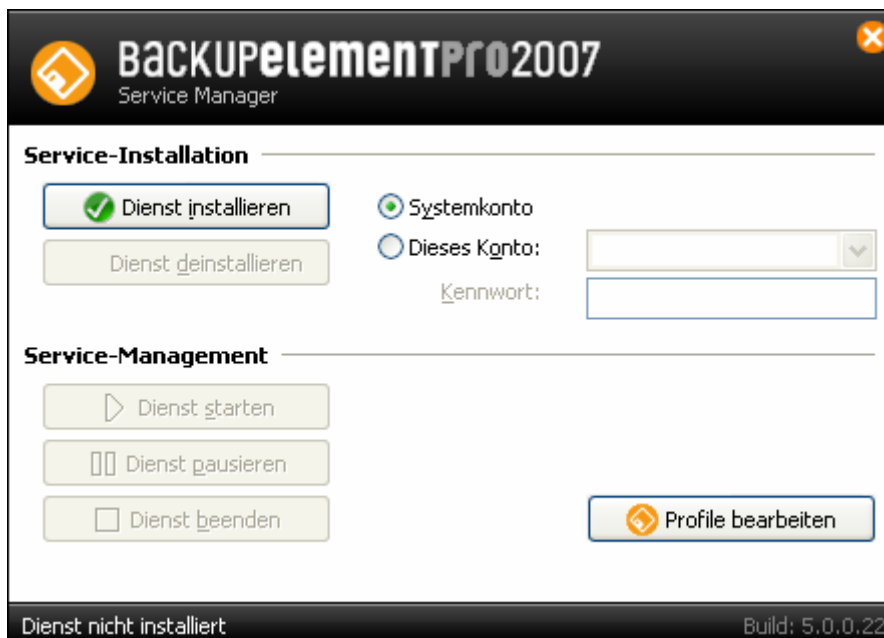 BACKUPelementPro2007
Service Manager
Service-Installation
Dienst installieren
Systemkonto
Dieses Konto:
Dienst deinstallieren
Kennwort:
Service-Management
Dienst starten
Dienst pausieren
Dienst beenden
Profile bearbeiten
Dienst nicht installiert
Build: 5.0.0.22